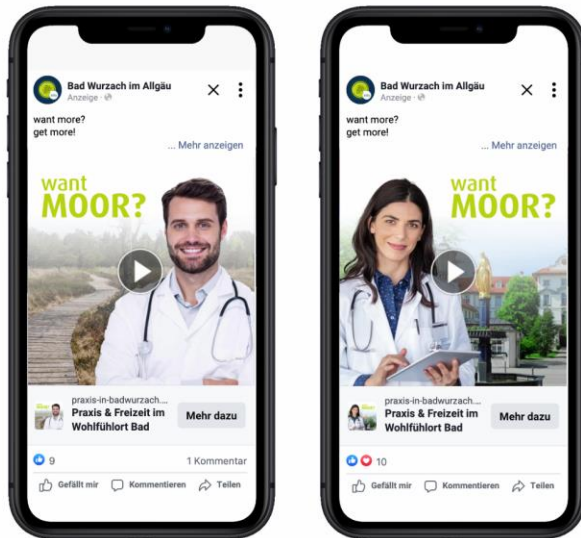 Bad Wurzach im Allgäu
Anzeige ·
want more?
get more!
... Mehr anzeigen
want
MOOR?
praxis-in-badwurzach....
Praxis & Freizeit im
Wohlfühlort Bad
Mehr dazu
9
1 Kommentar
Gefällt mir
Kommentieren
Teilen
Bad Wurzach im Allgäu
Anzeige ·
want more?
get more!
... Mehr anzeigen
want
MOOR?
praxis-in-badwurzach....
Praxis & Freizeit im
Wohlfühlort Bad
Mehr dazu
10
Gefällt mir
Kommentieren
Teilen